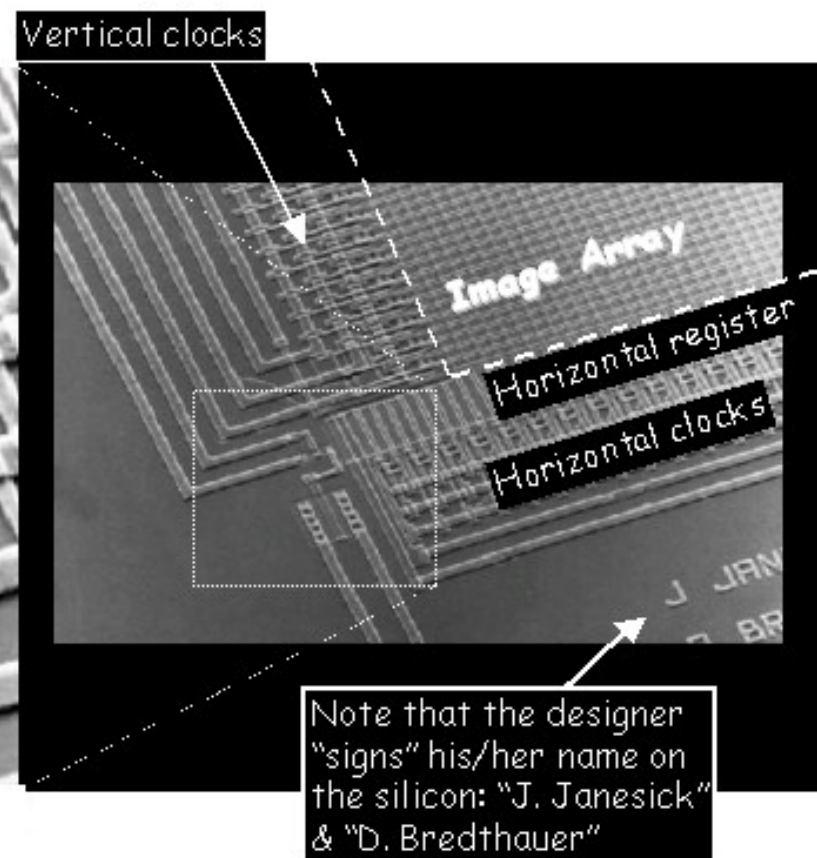 Vertical clocks
Image Array
Horizontal register
Horizontal clocks
J JAN
BR
Note that the designer
“signs” his/her name on
the silicon: “J. Janesick”
& “D. Bredthauer”